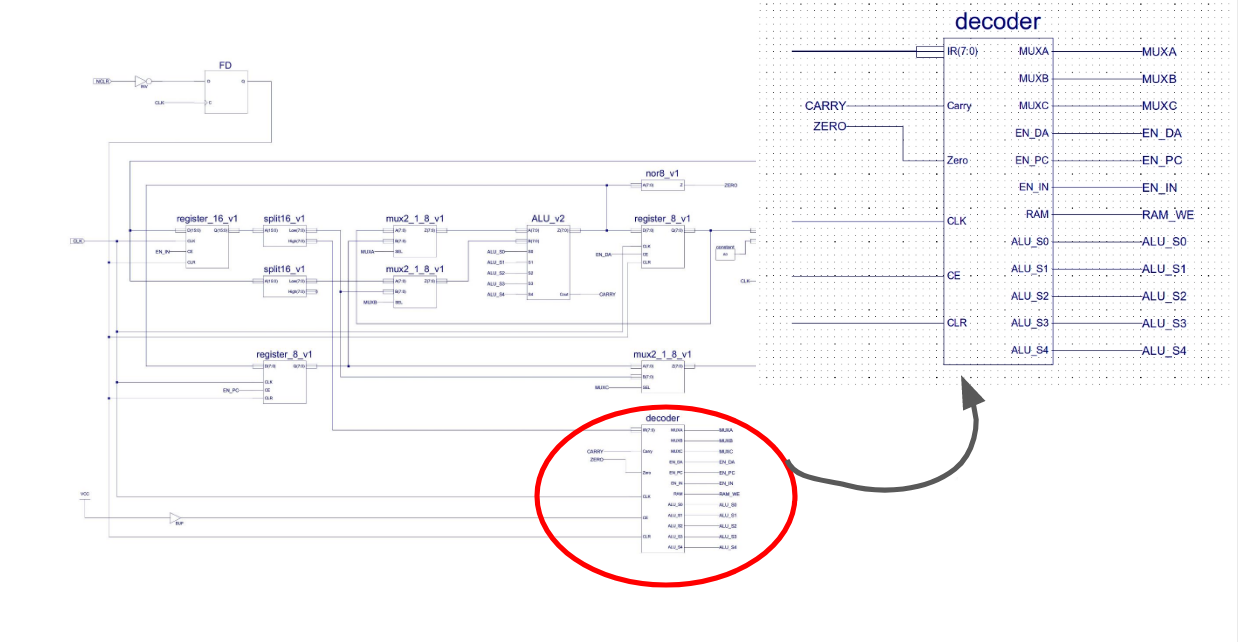 decoder
IR(7:0) MUXA MUXA
MUXB MUXB
CARRY Carry MUXC MUXC
ZERO EN_DA EN_DA
Zero EN_PC EN_PC
EN_IN EN_IN
CLK RAM RAM_WE
ALU_S0 ALU_S0
ALU_S1 ALU_S1
CE ALU_S2 ALU_S2
CLR ALU_S3 ALU_S3
ALU_S4 ALU_S4
FD
NCLR INV D Q
CLK C
nor8_v1
A(7:0) Z ZERO
register_16_v1 split16_v1 mux2_1_8_v1 ALU_v2 register_8_v1
D(15:0) Q(15:0) A(15:0) Low(7:0) A(7:0) Z(7:0) A(7:0) Z(7:0) D(7:0) Q(7:0)
CLK CLK High(7:0) B(7:0) B(7:0) CLK
EN_IN CE MUXA SEL ALU_S0 S0 EN_DA CE constant
CLR ALU_S1 S1 CLR
split16_v1 mux2_1_8_v1 ALU_S2 S2
A(15:0) Low(7:0) A(7:0) Z(7:0) ALU_S3 S3 CLK
High(7:0) B(7:0) ALU_S4 S4 Cout CARRY
MUXB SEL
register_8_v1 mux2_1_8_v1
D(7:0) Q(7:0) A(7:0) Z(7:0)
CLK B(7:0)
EN_PC CE MUXC SEL
CLR
decoder
IR(7:0) MUXA MUXA
MUXB MUXB
CARRY Carry MUXC MUXC
ZERO EN_DA EN_DA
Zero EN_PC EN_PC
EN_IN EN_IN
VCC CLK RAM RAM_WE
ALU_S0 ALU_S0
BUF CE ALU_S1 ALU_S1
ALU_S2 ALU_S2
CLR ALU_S3 ALU_S3
ALU_S4 ALU_S4